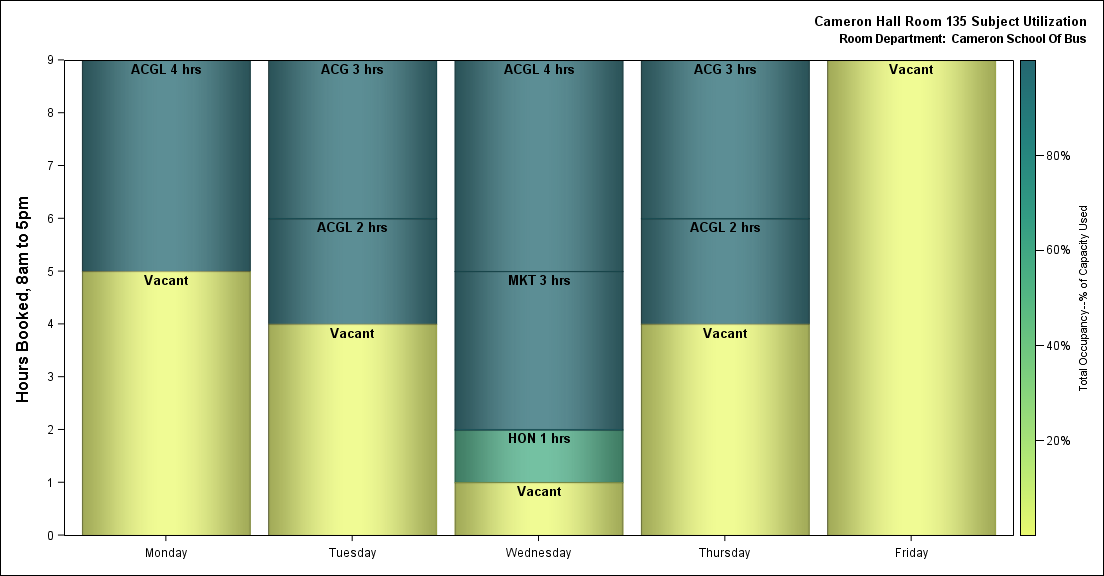 Cameron Hall Room 135 Subject Utilization
Room Department:  Cameron School Of Bus
Hours Booked, 8am to 5pm
9
8
7
6
5
4
3
2
1
0
ACGL 4 hrs
Vacant
ACG 3 hrs
ACGL 2 hrs
Vacant
ACGL 4 hrs
MKT 3 hrs
HON 1 hrs
Vacant
ACG 3 hrs
ACGL 2 hrs
Vacant
Vacant
Monday
Tuesday
Wednesday
Thursday
Friday
80%
60%
40%
20%
Total Occupancy--% of Capacity Used